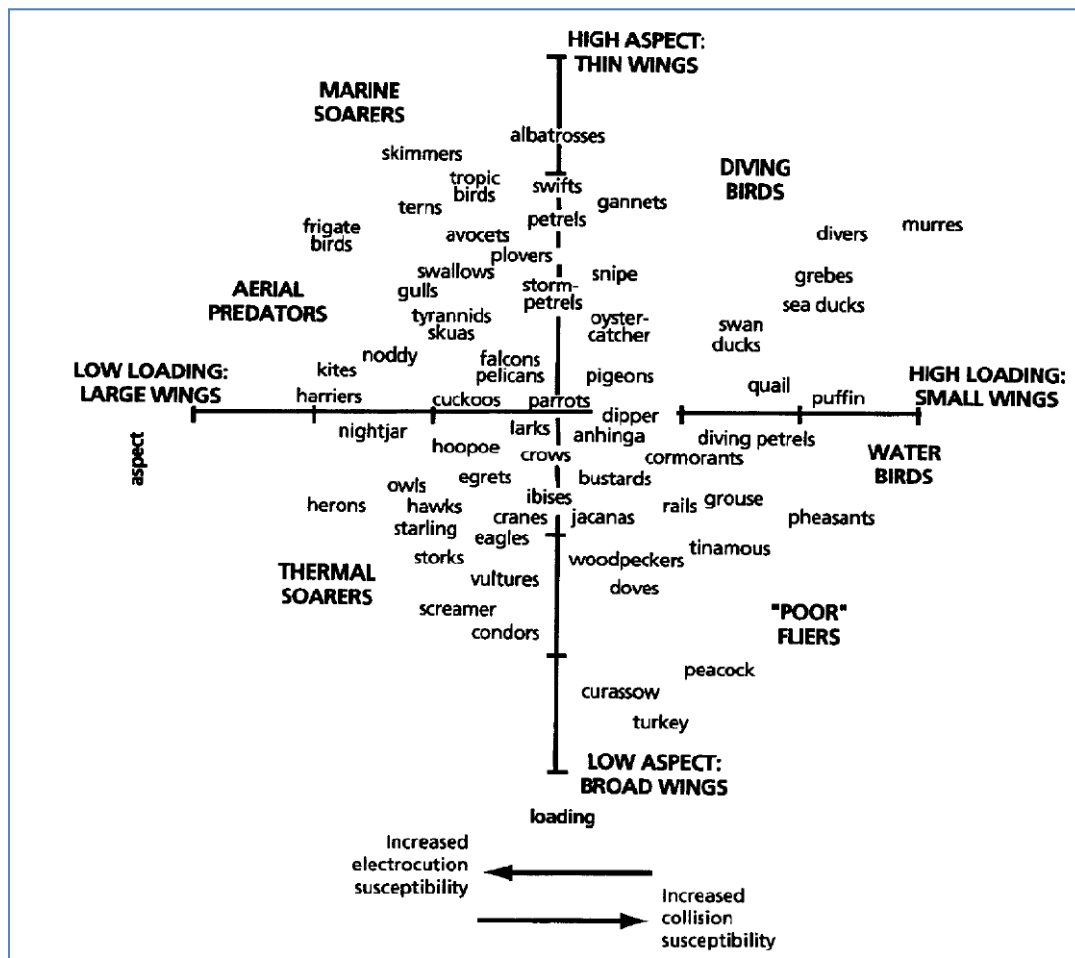 HIGH ASPECT:
THIN WINGS
MARINE
SOARERS
albatrosses
skimmers
DIVING
BIRDS
tropic
birds
swifts
gannets
terns
petrels
murres
frigate
birds
divers
avocets
plovers
swallows
snipe
grebes
AERIAL
PREDATORS
gulls
storm-
petrels
sea ducks
tyrannids
skuas
oyster-
catcher
swan
ducks
noddy
falcons
pelicans
LOW LOADING:
LARGE WINGS
kites
pigeons
quail
HIGH LOADING:
SMALL WINGS
harriers
cuckoos
parrots
puffin
dipper
nightjar
larks
anhinga
diving petrels
aspect
hoopoe
crows
cormorants
WATER
BIRDS
egrets
bustards
owls
ibises
herons
hawks
rails
grouse
cranes
jacanas
pheasants
starling
eagles
storks
woodpeckers
tinamous
THERMAL
SOARERS
vultures
doves
screamer
"POOR"
FLIERS
condors
peacock
curassow
turkey
LOW ASPECT:
BROAD WINGS
loading
Increased
electrocution
susceptibility
Increased
collision
susceptibility